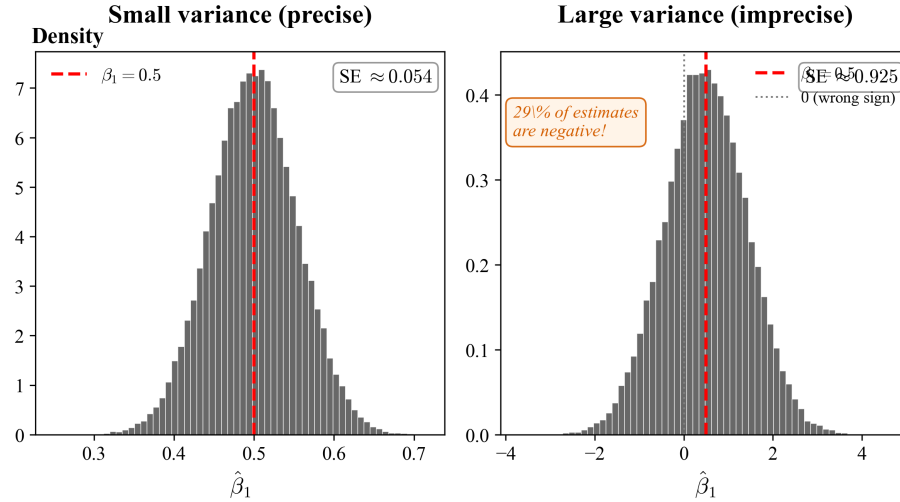 Small variance (precise)
Density
β₁ = 0.5
SE ≈ 0.054
7
6
5
4
3
2
1
0
0.3 0.4 0.5 0.6 0.7
β̂₁
Large variance (imprecise)
β₁ = 0.5
SE ≈ 0.925
0 (wrong sign)
29\% of estimates
are negative!
0.4
0.3
0.2
0.1
0.0
−4 −2 0 2 4
β̂₁